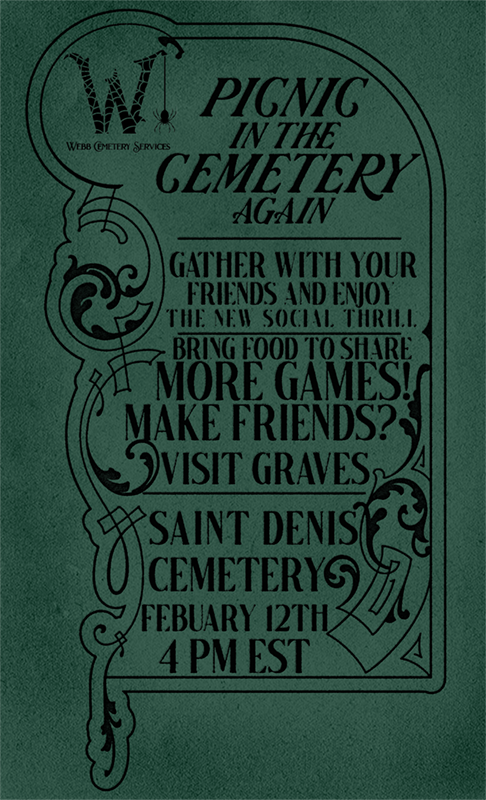 W
WEBB CEMETERY SERVICES
PICNIC
IN THE
CEMETERY
AGAIN
GATHER WITH YOUR
FRIENDS AND ENJOY
THE NEW SOCIAL THRILL
BRING FOOD TO SHARE
MORE GAMES!
MAKE FRIENDS?
VISIT GRAVES
SAINT DENIS
CEMETERY
FEBUARY 12TH
4 PM EST